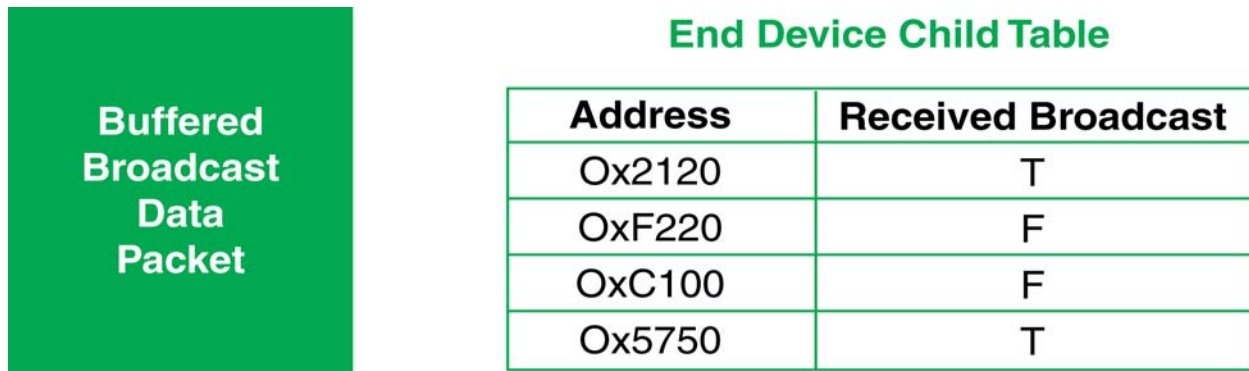 Buffered
Broadcast
Data
Packet
End Device Child Table
Address Received Broadcast
Ox2120 T
OxF220 F
OxC100 F
Ox5750 T